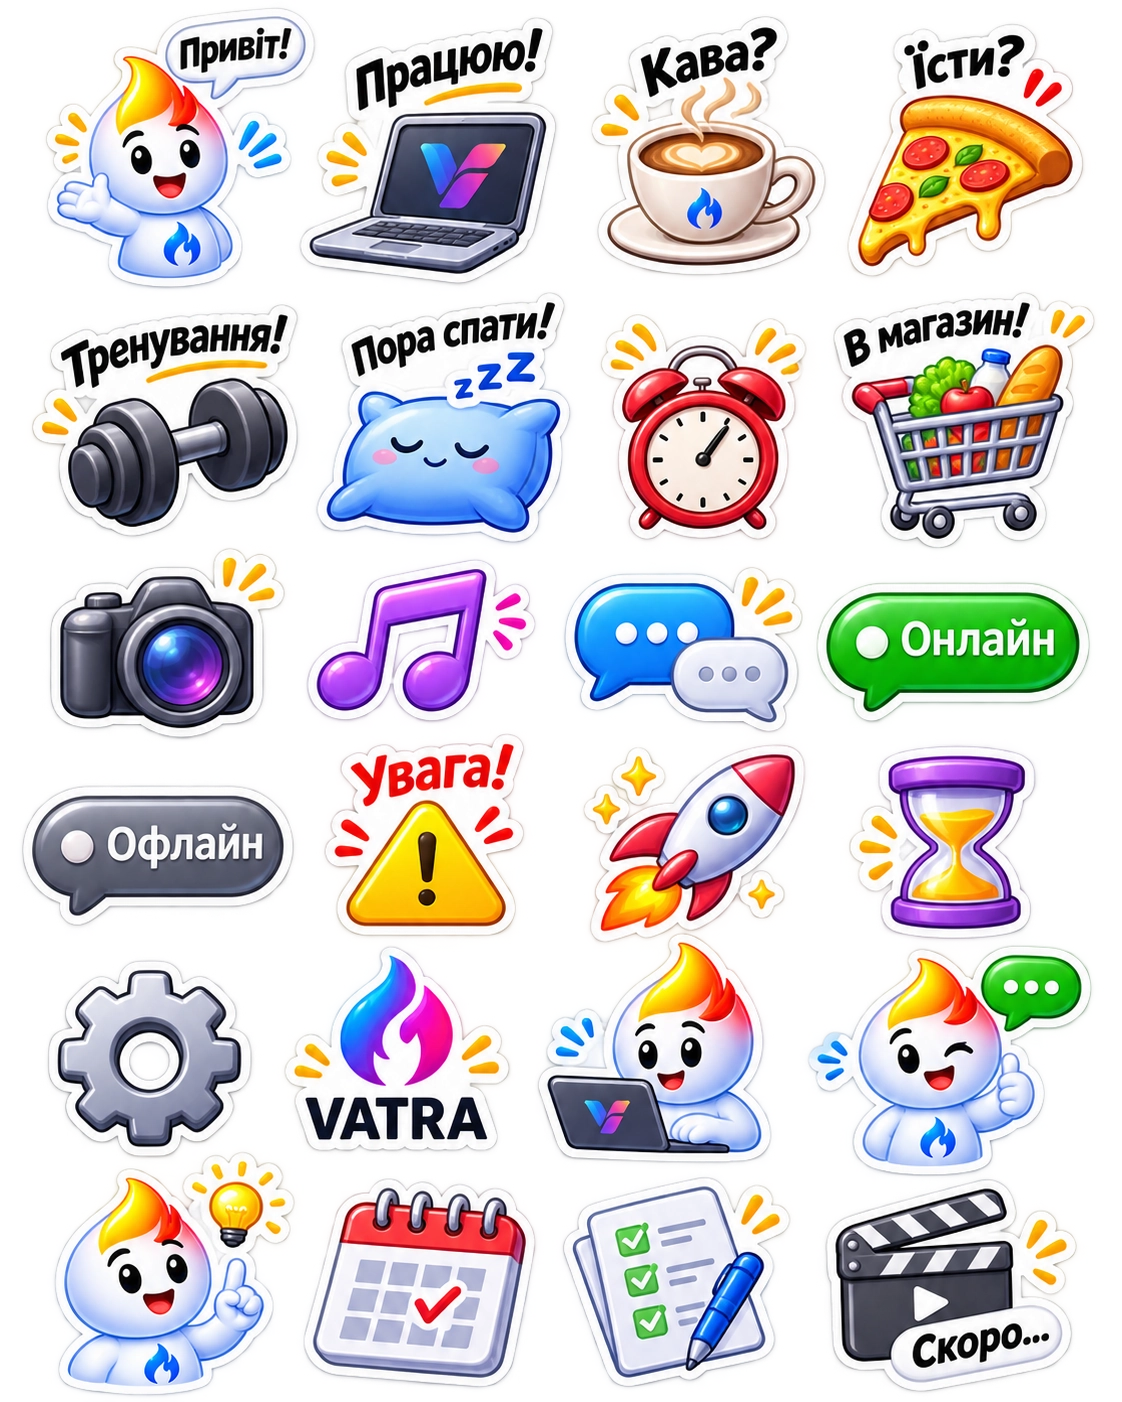 Привіт!
Працюю!
Кава?
Їсти?
Тренування!
Пора спати!
zzz
В магазин!
Онлайн
Офлайн
Увага!
!
VATRA
Скоро...